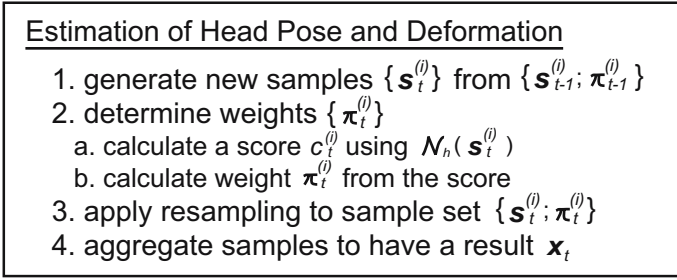 Estimation of Head Pose and Deformation
1. generate new samples {s_t^(i)} from {s_{t-1}^(i); π_{t-1}^(i)}
2. determine weights {π_t^(i)}
a. calculate a score c_t^(i) using N_h(s_t^(i))
b. calculate weight π_t^(i) from the score
3. apply resampling to sample set {s_t^(i); π_t^(i)}
4. aggregate samples to have a result x_t